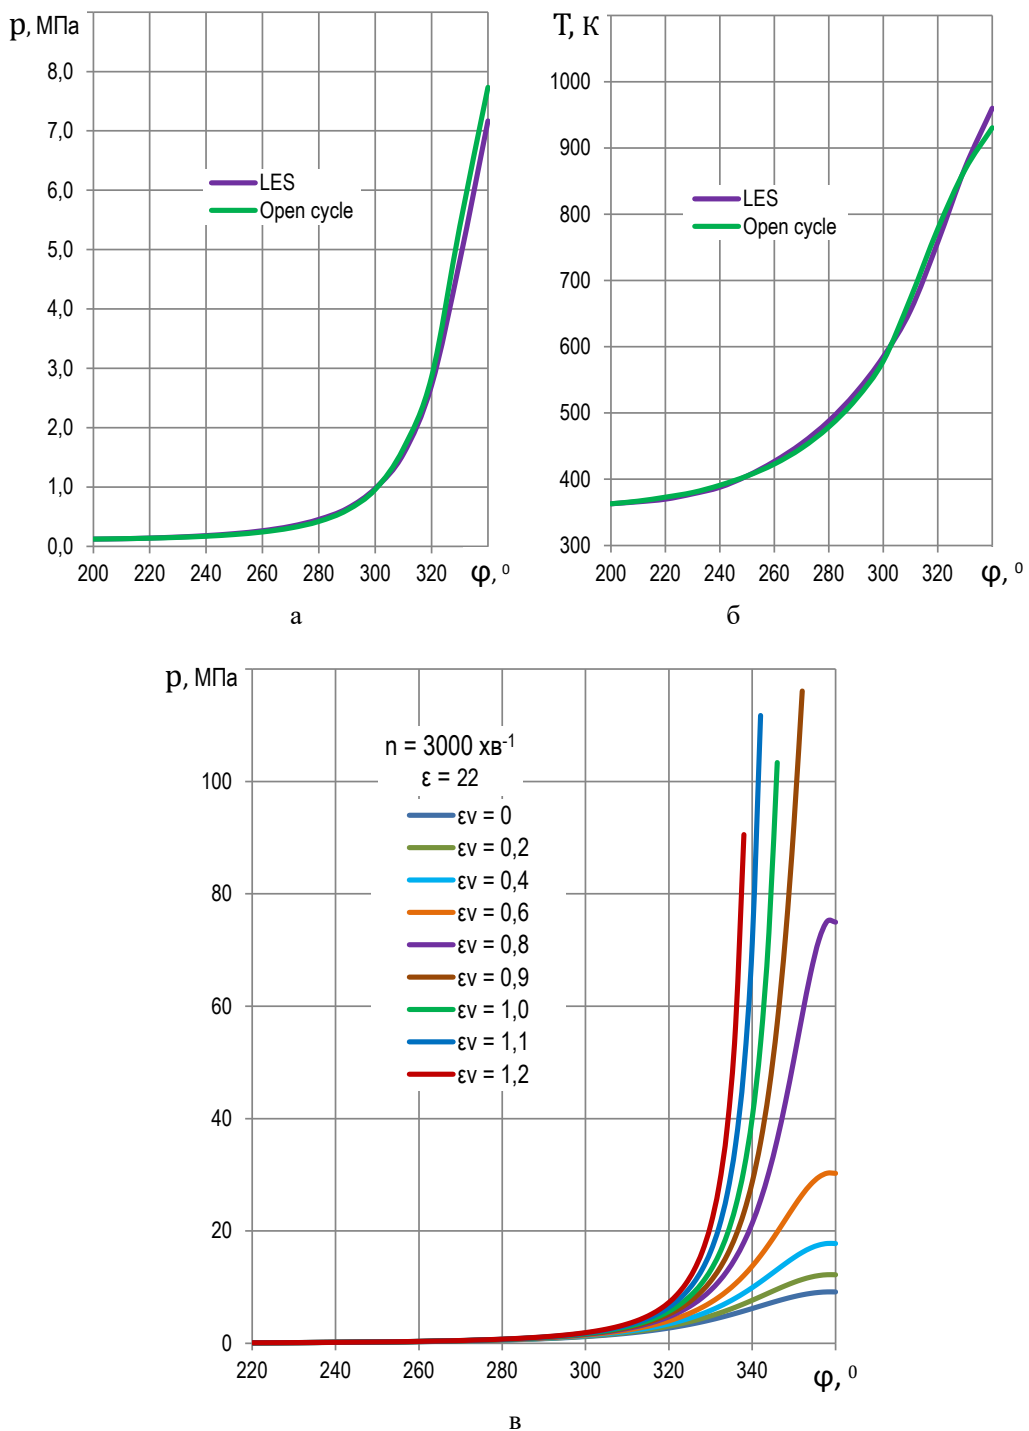 p, МПа
8,0
7,0
6,0
5,0
4,0
3,0
2,0
1,0
0,0
LES
Open cycle
200 220 240 260 280 300 320 φ, ⁰
а
T, К
1000
900
800
700
600
500
400
300
LES
Open cycle
200 220 240 260 280 300 320 φ, ⁰
б
p, МПа
100
80
60
40
20
0
n = 3000 хв⁻¹
ε = 22
εv = 0
εv = 0,2
εv = 0,4
εv = 0,6
εv = 0,8
εv = 0,9
εv = 1,0
εv = 1,1
εv = 1,2
220 240 260 280 300 320 340 φ, ⁰
в